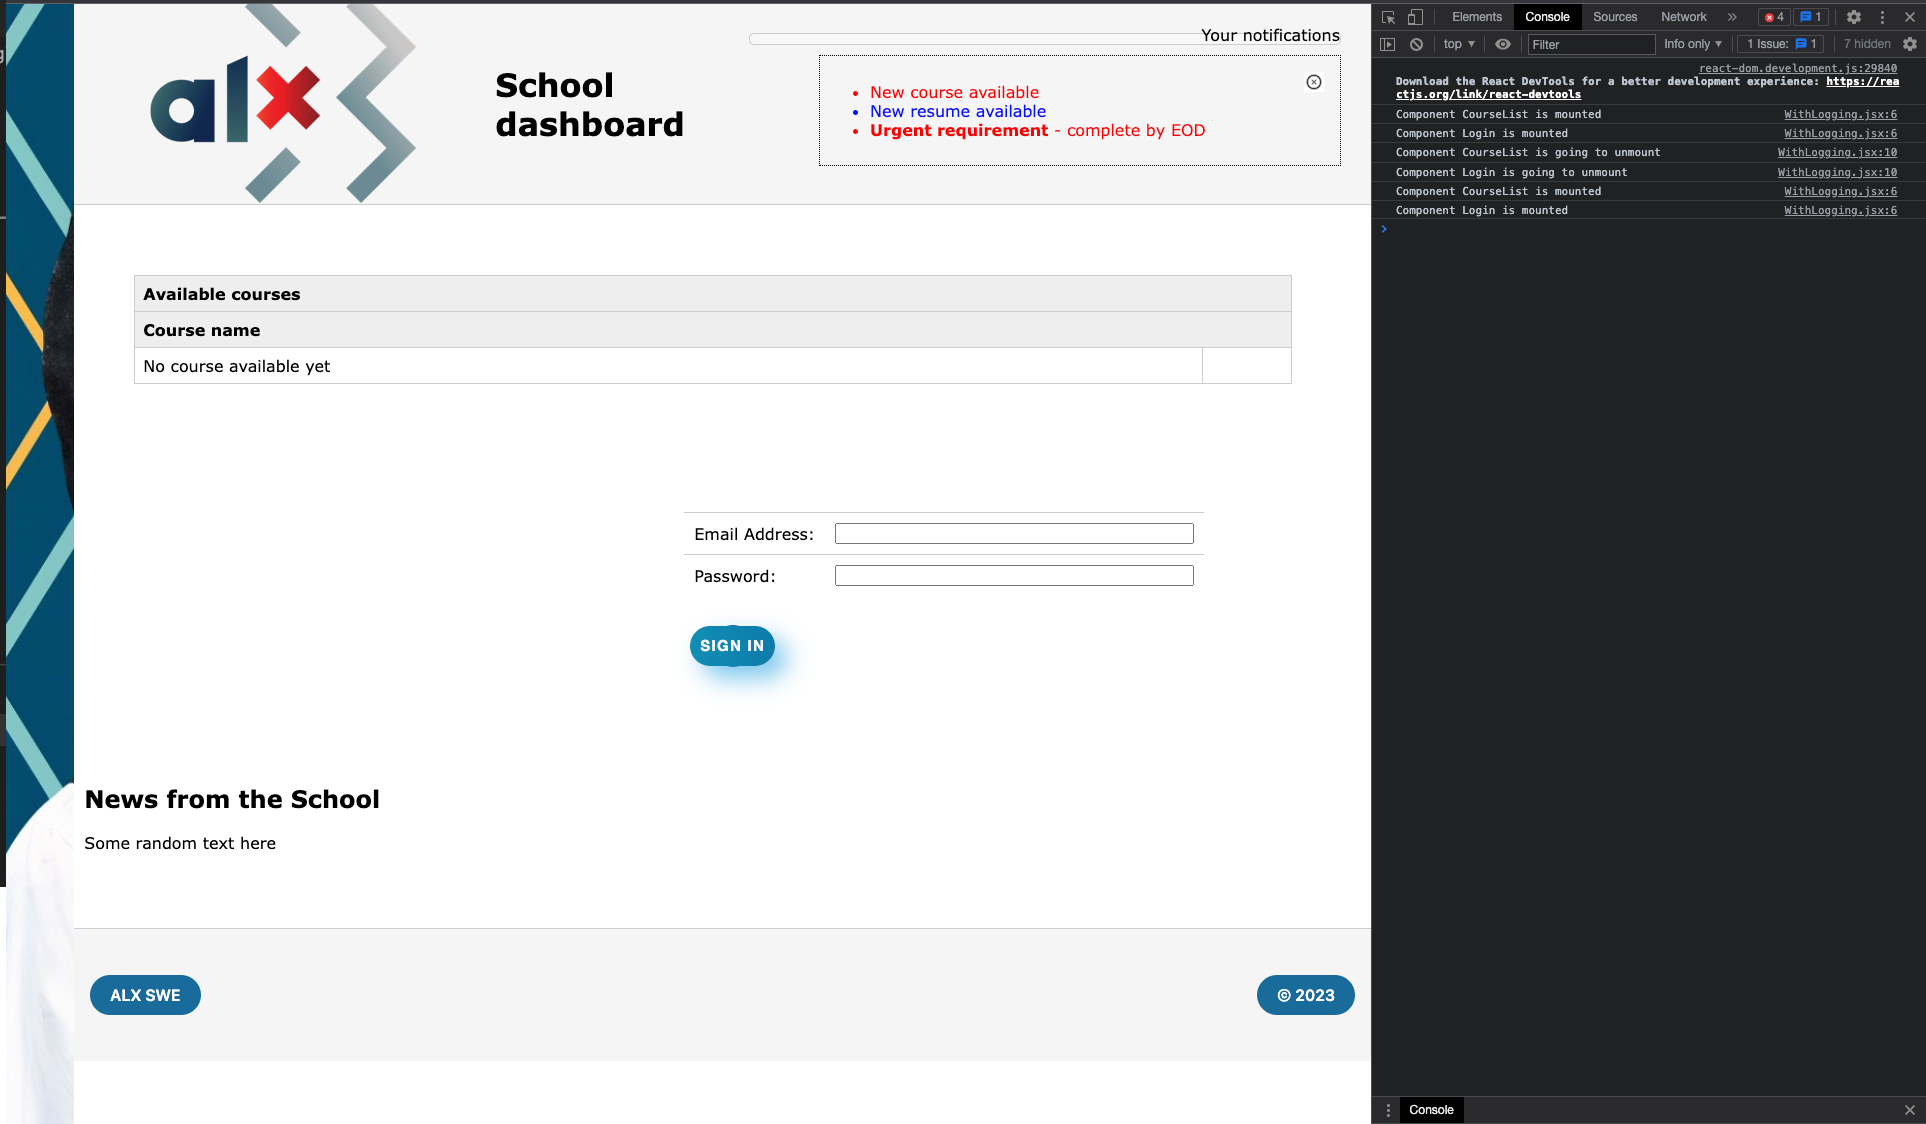 alx
School
dashboard
Your notifications
New course available
New resume available
Urgent requirement - complete by EOD
Available courses
Course name
No course available yet
Email Address:
Password:
SIGN IN
News from the School
Some random text here
ALX SWE
© 2023
Elements
Console
Sources
Network
4
1
top
Filter
Info only
1 Issue:
1
7 hidden
react-dom.development.js:29840
Download the React DevTools for a better development experience: https://rea
ctjs.org/link/react-devtools
Component CourseList is mounted WithLogging.jsx:6
Component Login is mounted WithLogging.jsx:6
Component CourseList is going to unmount WithLogging.jsx:10
Component Login is going to unmount WithLogging.jsx:10
Component CourseList is mounted WithLogging.jsx:6
Component Login is mounted WithLogging.jsx:6
Console